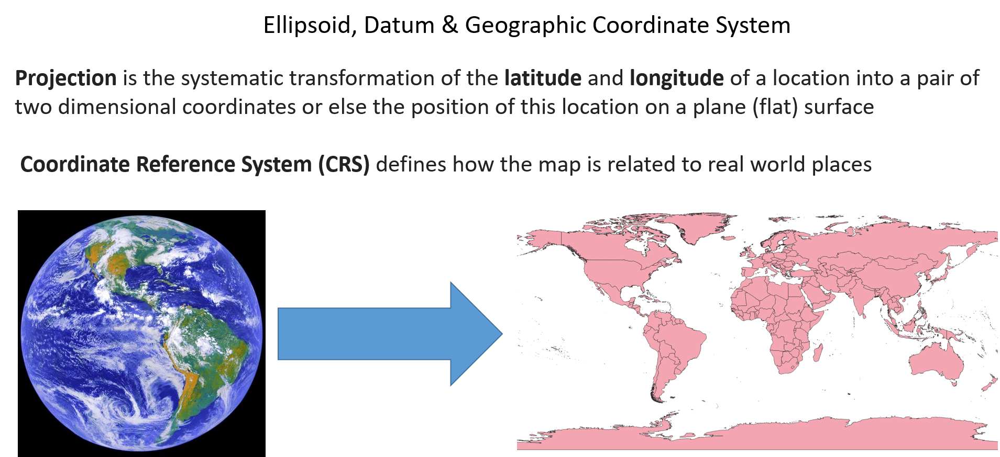 Ellipsoid, Datum & Geographic Coordinate System
Projection is the systematic transformation of the latitude and longitude of a location into a pair of
two dimensional coordinates or else the position of this location on a plane (flat) surface
Coordinate Reference System (CRS) defines how the map is related to real world places